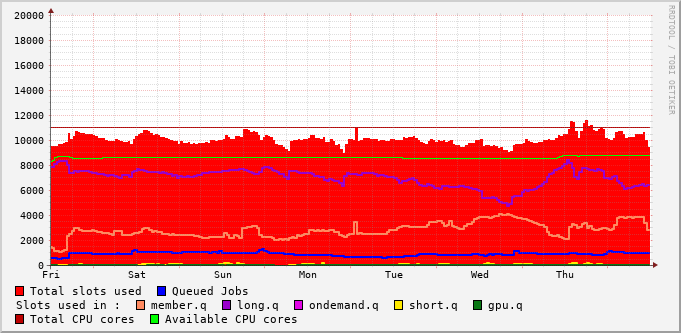 RRDTOOL / TOBI OETIKER
20000
18000
16000
14000
12000
10000
8000
6000
4000
2000
0
Fri Sat Sun Mon Tue Wed Thu
Total slots used Queued Jobs
Slots used in : member.q long.q ondemand.q short.q gpu.q
Total CPU cores Available CPU cores